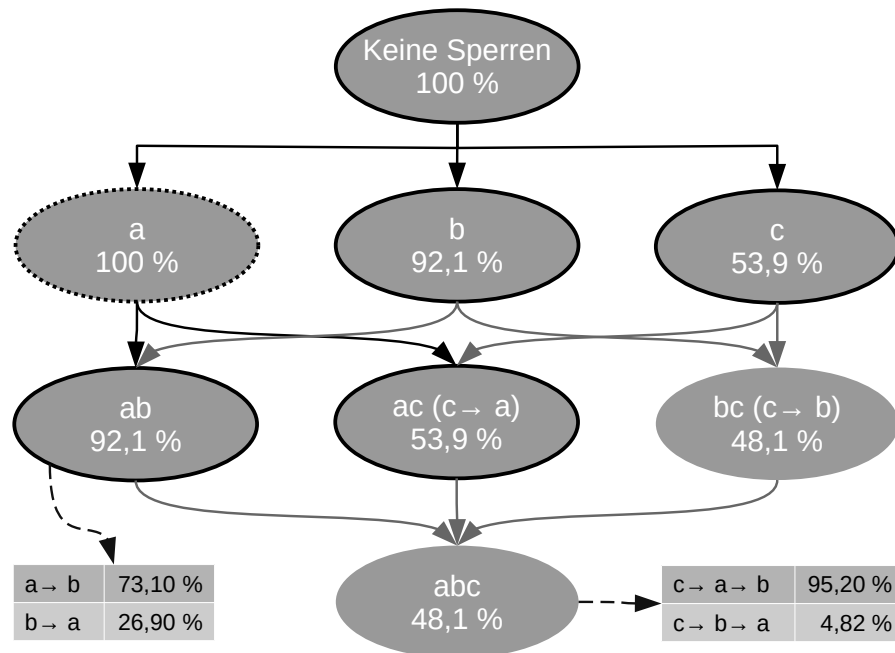 Keine Sperren
100 %
a
100 %
b
92,1 %
c
53,9 %
ab
92,1 %
ac (c→ a)
53,9 %
bc (c→ b)
48,1 %
a→ b 73,10 %
b→ a 26,90 %
abc
48,1 %
c→ a→ b 95,20 %
c→ b→ a 4,82 %